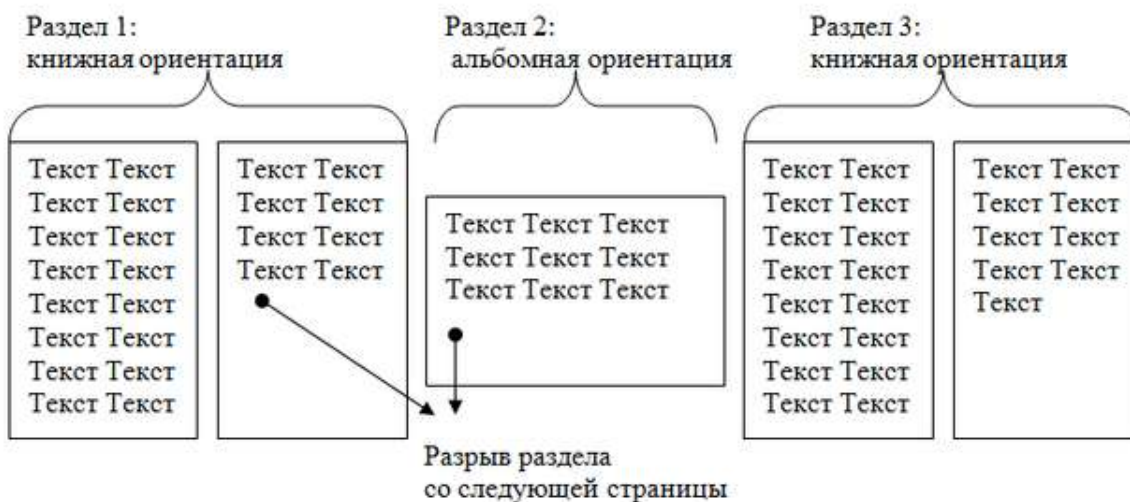 Раздел 1:
книжная ориентация
Раздел 2:
альбомная ориентация
Раздел 3:
книжная ориентация
Текст Текст
Текст Текст
Текст Текст
Текст Текст
Текст Текст
Текст Текст
Текст Текст
Текст Текст
Текст Текст
Текст Текст
Текст Текст
Текст Текст
Текст Текст Текст
Текст Текст Текст
Текст Текст Текст
Текст Текст
Текст Текст
Текст Текст
Текст Текст
Текст Текст
Текст Текст
Текст Текст
Текст Текст
Текст Текст
Текст Текст
Текст Текст
Текст Текст
Текст
Разрыв раздела
со следующей страницы